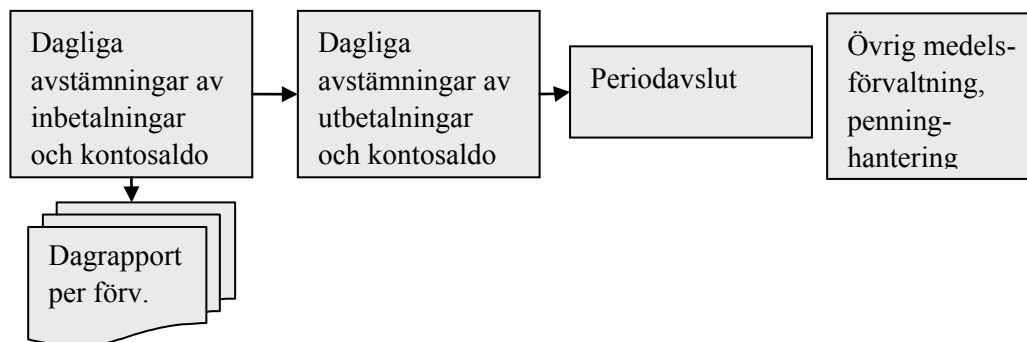 Dagliga
avstämningar av
inbetalningar
och kontosaldo
Dagliga
avstämningar av
utbetalningar
och kontosaldo
Periodavslut
Övrig medels-
förvaltning,
penning-
hantering
Dagrapport
per förv.